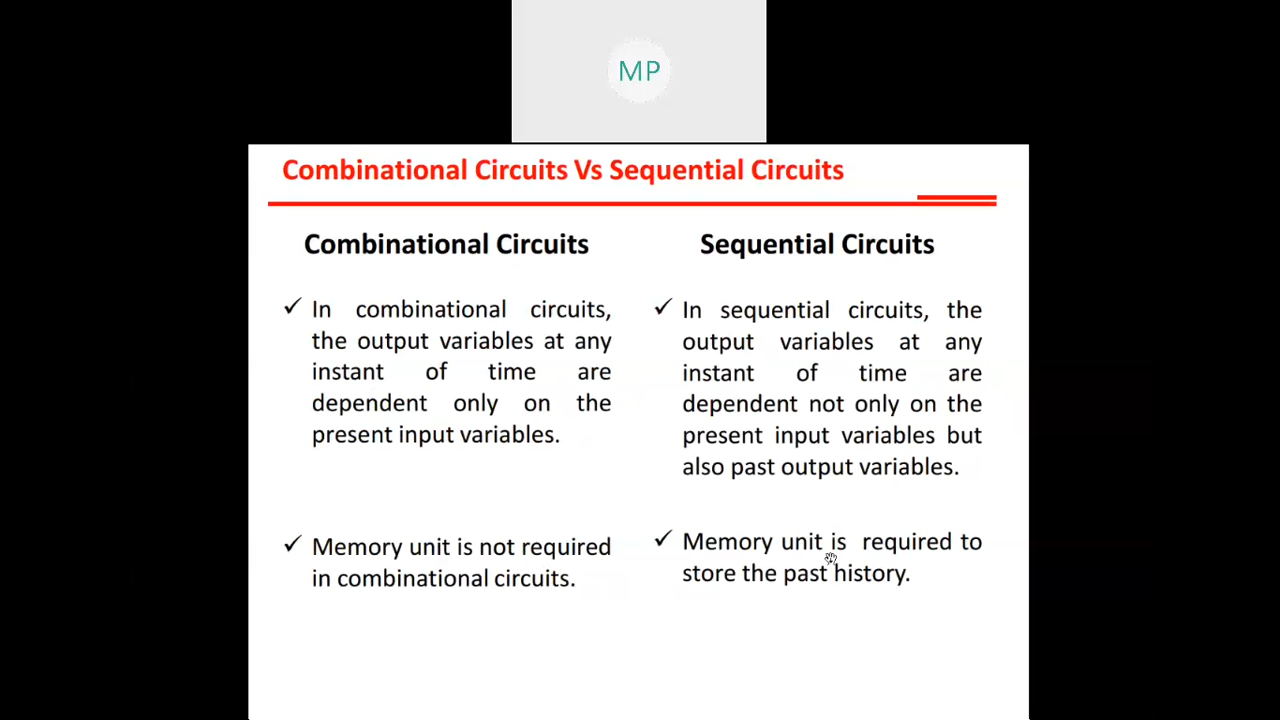 MP
Combinational Circuits Vs Sequential Circuits
Combinational Circuits
✓ In combinational circuits,
the output variables at any
instant of time are
dependent only on the
present input variables.
✓ Memory unit is not required
in combinational circuits.
Sequential Circuits
✓ In sequential circuits, the
output variables at any
instant of time are
dependent not only on the
present input variables but
also past output variables.
✓ Memory unit is required to
store the past history.